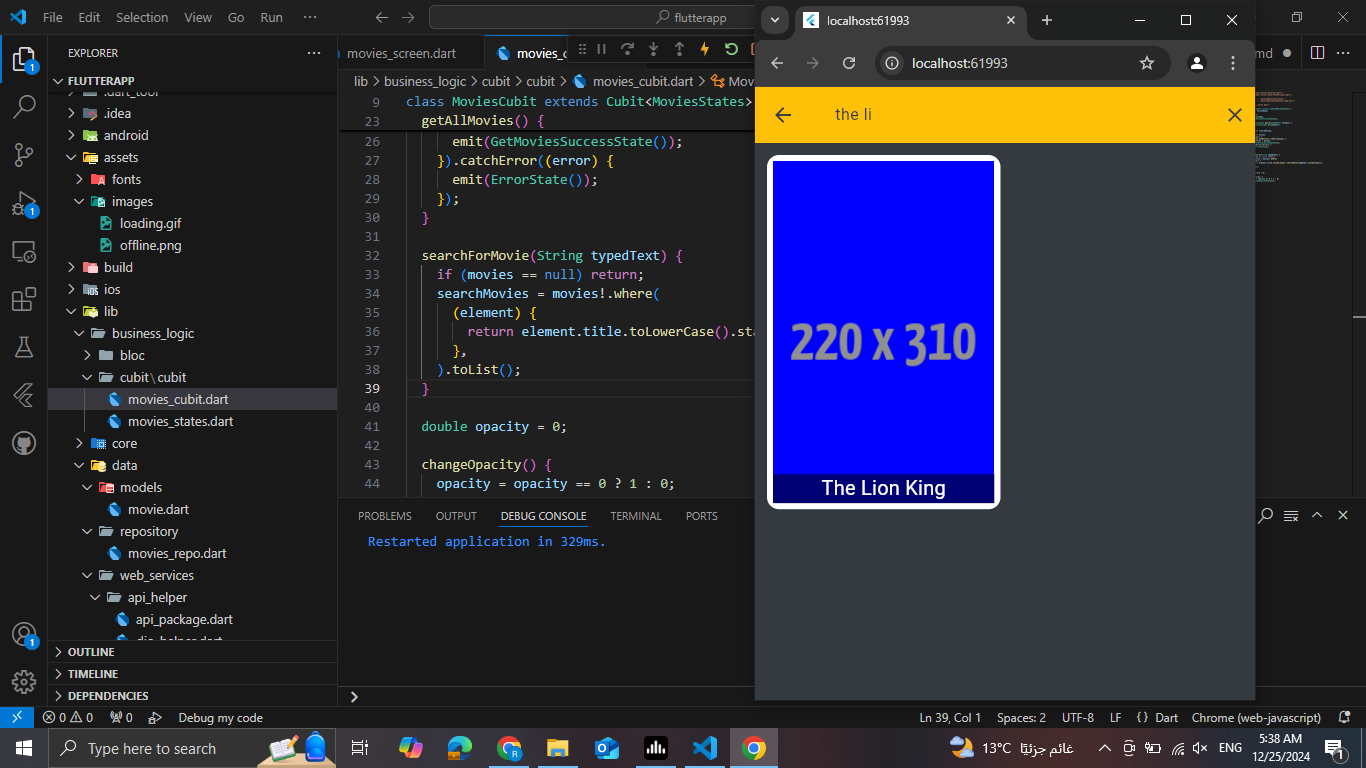 File Edit Selection View Go Run ···
flutterapp
localhost:61993
EXPLORER
movies_screen.dart
localhost:61993
FLUTTERAPP
lib > business_logic > cubit > cubit > movies_cubit.dart >
.dart_tool
.idea
android
assets
fonts
images
loading.gif
offline.png
build
ios
lib
business_logic
bloc
cubit\cubit
movies_cubit.dart
movies_states.dart
core
data
models
movie.dart
repository
movies_repo.dart
web_services
api_helper
api_package.dart
OUTLINE
TIMELINE
DEPENDENCIES
9 class MoviesCubit extends Cubit<MoviesStates>
23 getAllMovies() {
26 emit(GetMoviesSuccessState());
27 }).catchError((error) {
28 emit(ErrorState());
29 });
30 }
31
32 searchForMovie(String typedText) {
33 if (movies == null) return;
34 searchMovies = movies!.where(
35 (element) {
36 return element.title.toLowerCase().sta
37 },
38 ).toList();
39 }
40
41 double opacity = 0;
42
43 changeOpacity() {
44 opacity = opacity == 0 ? 1 : 0;
PROBLEMS OUTPUT DEBUG CONSOLE TERMINAL PORTS
Restarted application in 329ms.
the li
220 x 310
The Lion King
0 0 0 Debug my code
Ln 39, Col 1 Spaces: 2 UTF-8 LF {} Dart Chrome (web-javascript)
Type here to search
13°C غائم جزئيًا
ENG
5:38 AM
12/25/2024